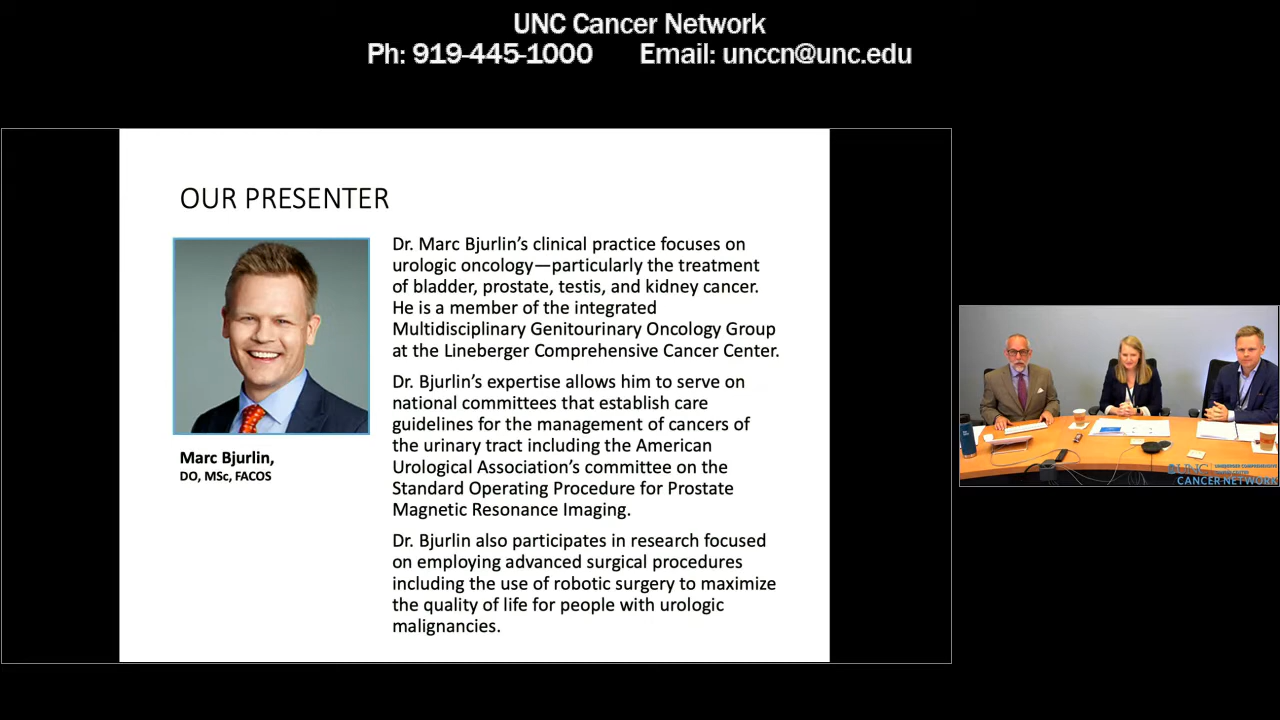 UNC Cancer Network
Ph: 919-445-1000 Email: unccn@unc.edu
OUR PRESENTER
Marc Bjurlin,
DO, MSc, FACOS
Dr. Marc Bjurlin’s clinical practice focuses on
urologic oncology—particularly the treatment
of bladder, prostate, testis, and kidney cancer.
He is a member of the integrated
Multidisciplinary Genitourinary Oncology Group
at the Lineberger Comprehensive Cancer Center.
Dr. Bjurlin’s expertise allows him to serve on
national committees that establish care
guidelines for the management of cancers of
the urinary tract including the American
Urological Association’s committee on the
Standard Operating Procedure for Prostate
Magnetic Resonance Imaging.
Dr. Bjurlin also participates in research focused
on employing advanced surgical procedures
including the use of robotic surgery to maximize
the quality of life for people with urologic
malignancies.
UNC LINEBERGER COMPREHENSIVE
CANCER CENTER
CANCER NETWORK